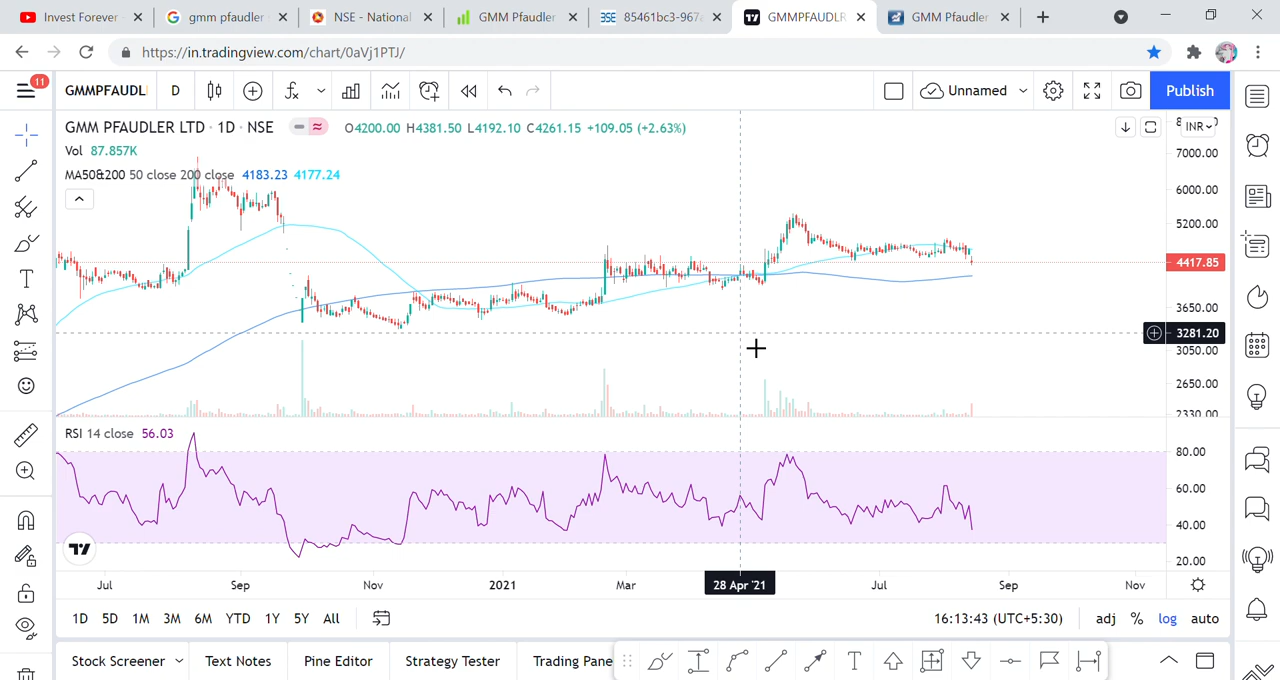 Invest Forever
gmm pfaudler
NSE - National
GMM Pfaudler
85461bc3-967a
GMMPFAUDLR
GMM Pfaudler
https://in.tradingview.com/chart/0aVj1PTJ/
11
GMMPFAUDL
D
Unnamed
Publish
GMM PFAUDLER LTD · 1D · NSE
O4200.00 H4381.50 L4192.10 C4261.15 +109.05 (+2.63%)
INR
Vol 87.857K
MA50&200 50 close 200 close 4183.23 4177.24
7000.00
6000.00
5200.00
4417.85
3650.00
3281.20
3050.00
2650.00
2330.00
RSI 14 close 56.03
80.00
60.00
40.00
20.00
Jul Sep Nov 2021 Mar 28 Apr '21 Jul Sep Nov
1D 5D 1M 3M 6M YTD 1Y 5Y All
16:13:43 (UTC+5:30)
adj % log auto
Stock Screener
Text Notes
Pine Editor
Strategy Tester
Trading Pane